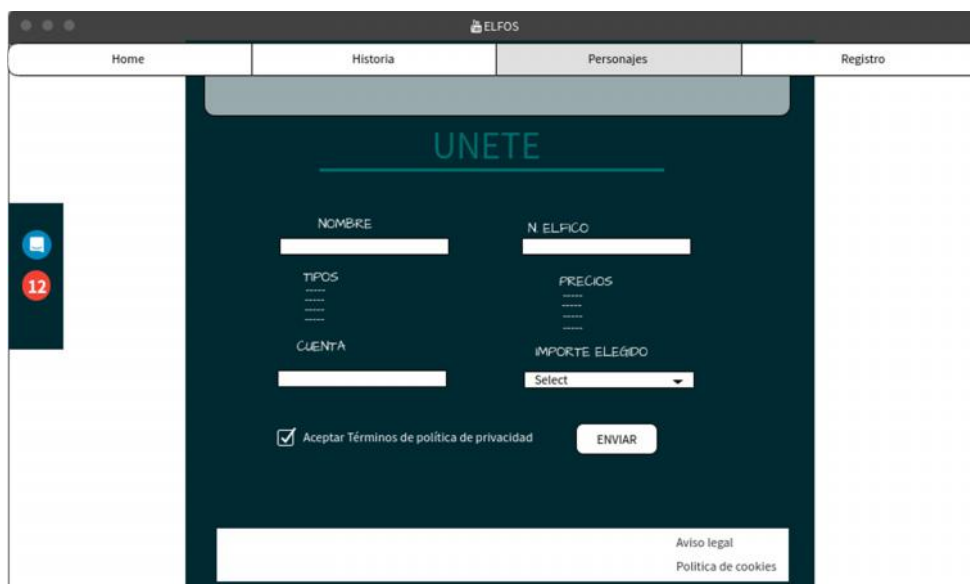 ELFOS
Home Historia Personajes Registro
UNETE
NOMBRE N. ELFICO
TIPOS PRECIOS
----- -----
----- -----
----- -----
----- -----
CUENTA IMPORTE ELEGIDO
Select
Aceptar Términos de política de privacidad ENVIAR
12
Aviso legal
Politica de cookies